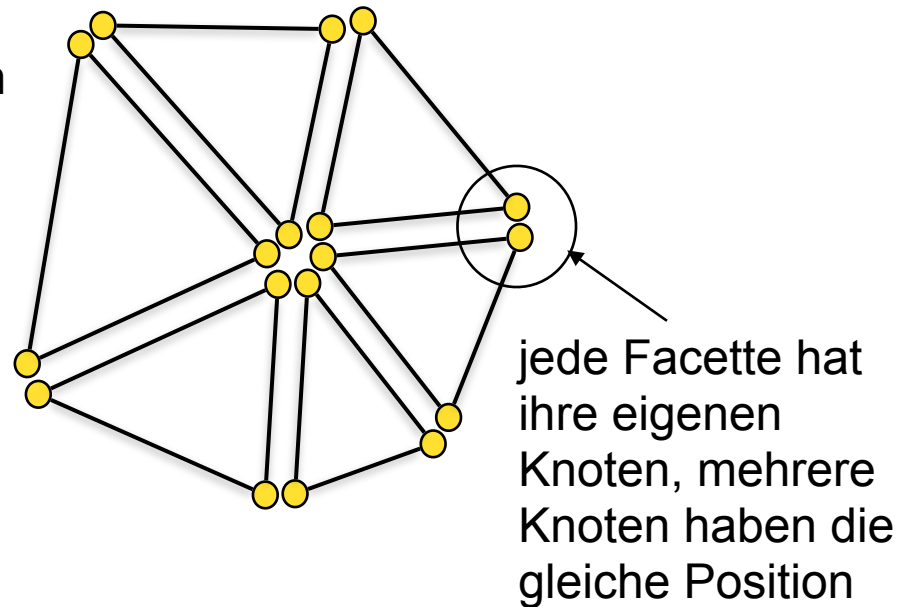 n
jede Facette hat
ihre eigenen
Knoten, mehrere
Knoten haben die
gleiche Position